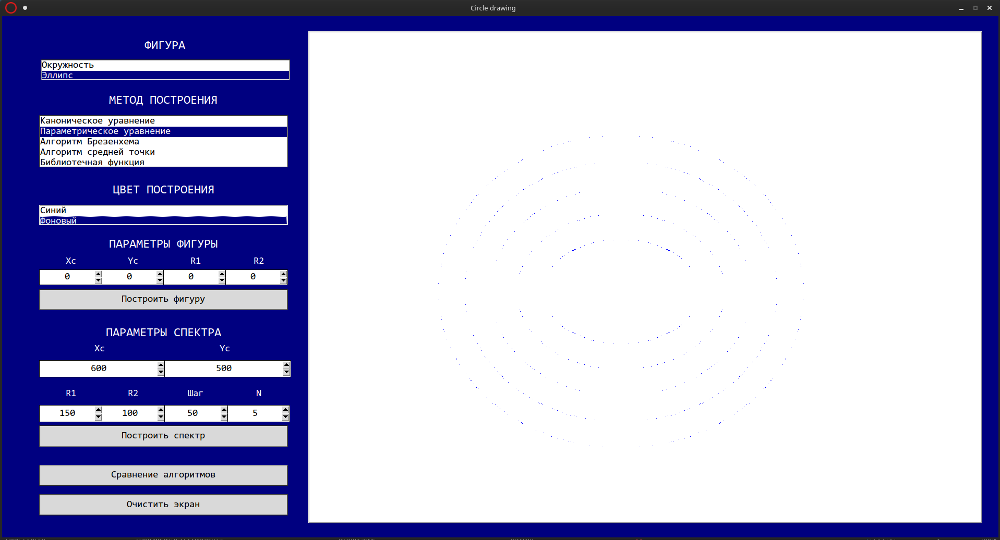 Circle drawing
ФИГУРА
Окружность
Эллипс
МЕТОД ПОСТРОЕНИЯ
Каноническое уравнение
Параметрическое уравнение
Алгоритм Брезенхема
Алгоритм средней точки
Библиотечная функция
ЦВЕТ ПОСТРОЕНИЯ
Синий
Фоновый
ПАРАМЕТРЫ ФИГУРЫ
Xc Yc R1 R2
0 0 0 0
Построить фигуру
ПАРАМЕТРЫ СПЕКТРА
Xc Yc
600 500
R1 R2 Шаг N
150 100 50 5
Построить спектр
Сравнение алгоритмов
Очистить экран